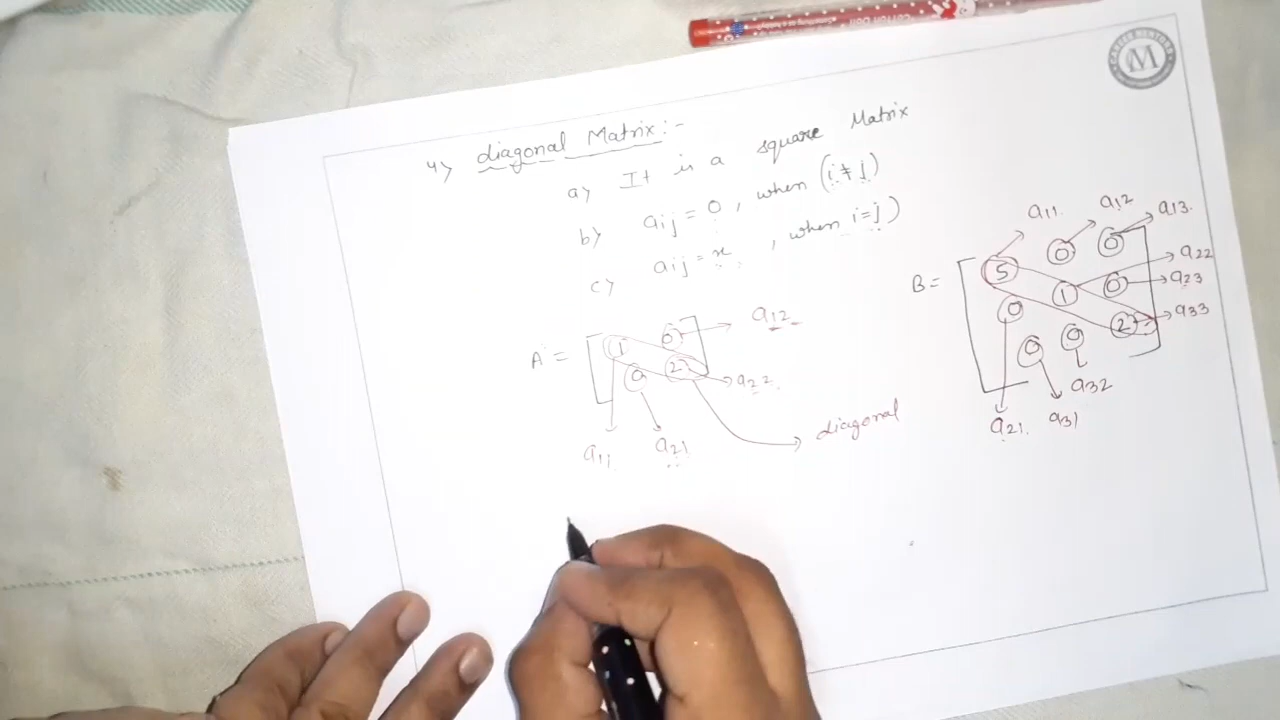 4) diagonal Matrix:-
a) It is a square Matrix
b) aij = 0, when (i ≠ j)
c) aij = x, when i=j)
A = [ 1 0
0 2 ]
a12
a22
a11
a21
diagonal
B = [ 5 0 0
0 1 0
0 0 2 ]
a11
a12
a13
a22
a23
a33
a32
a21
a31
M
Cotton Doll